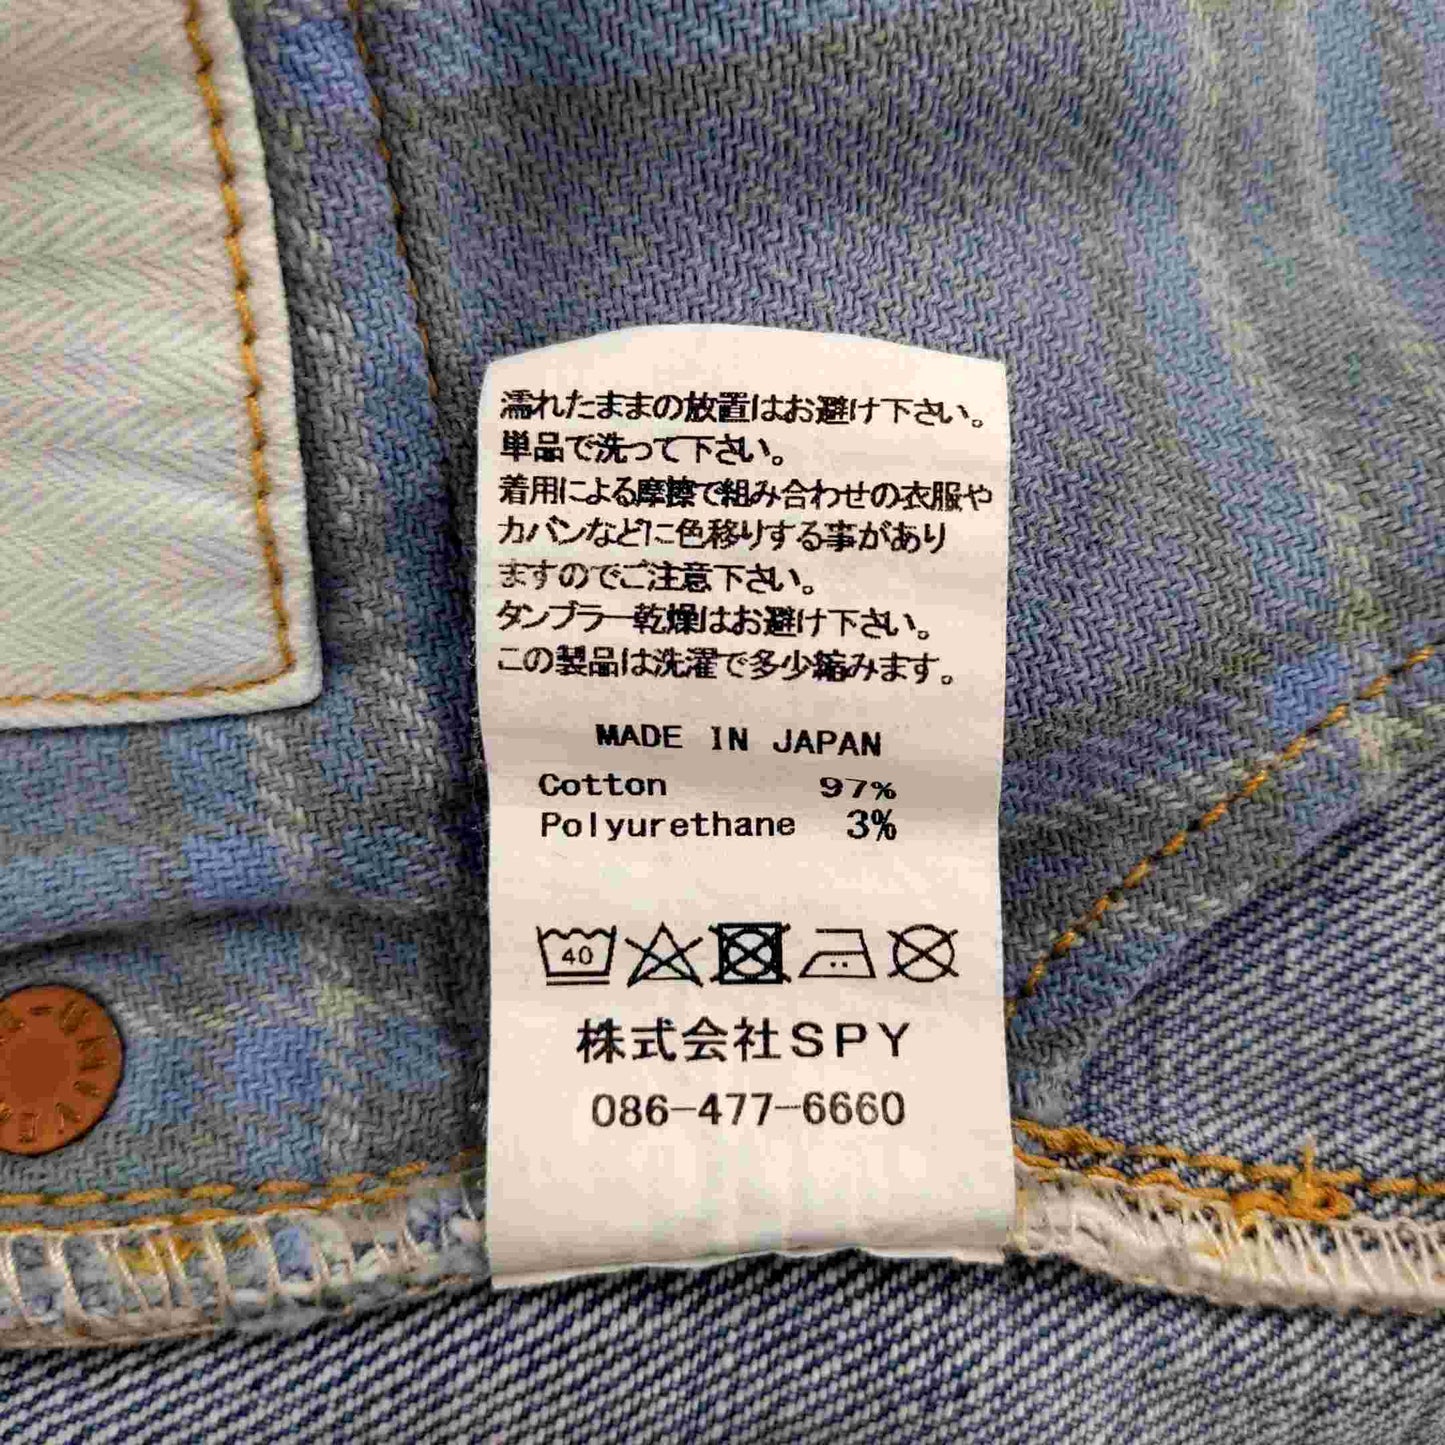 濡れたままの放置はお避け下さい。
単品で洗って下さい。
着用による摩擦で組み合わせの衣服や
カバンなどに色移りする事があり
ますのでご注意下さい。
タンブラー乾燥はお避け下さい。
この製品は洗濯で多少縮みます。
MADE IN JAPAN
Cotton 97%
Polyurethane 3%
40
株式会社SPY
086-477-6660